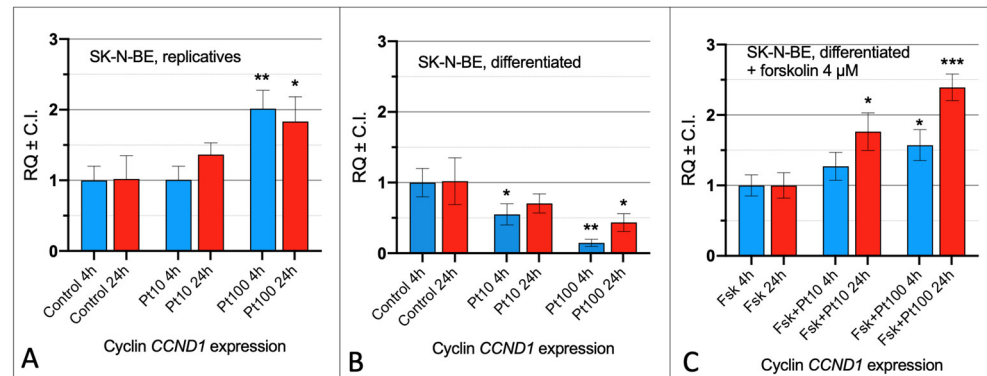 SK-N-BE, replicatives
RQ ± C.I.
3
2
1
0
**
*
Control 4h
Control 24h
Pt10 4h
Pt10 24h
Pt100 4h
Pt100 24h
Cyclin CCND1 expression
A
SK-N-BE, differentiated
RQ ± C.I.
3
2
1
0
*
**
*
Control 4h
Control 24h
Pt10 4h
Pt10 24h
Pt100 4h
Pt100 24h
Cyclin CCND1 expression
B
SK-N-BE, differentiated
+ forskolin 4 µM
RQ ± C.I.
3
2
1
0
*
*
***
Fsk 4h
Fsk 24h
Fsk+Pt10 4h
Fsk+Pt10 24h
Fsk+Pt100 4h
Fsk+Pt100 24h
Cyclin CCND1 expression
C